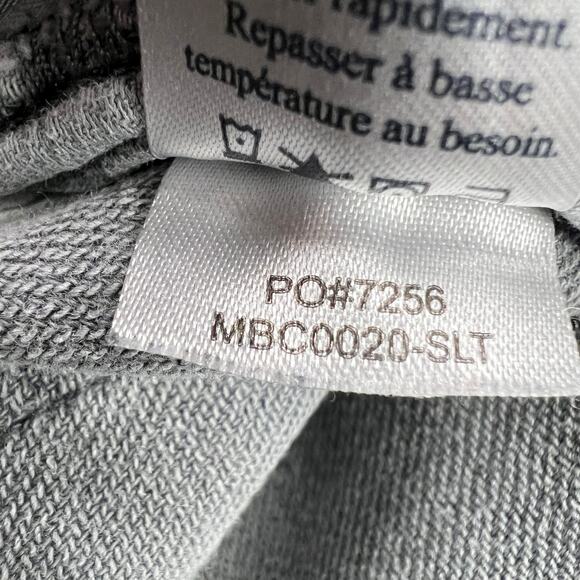 rapidement.
Repasser à basse
température au besoin.
PO#7256
MBC0020-SLT